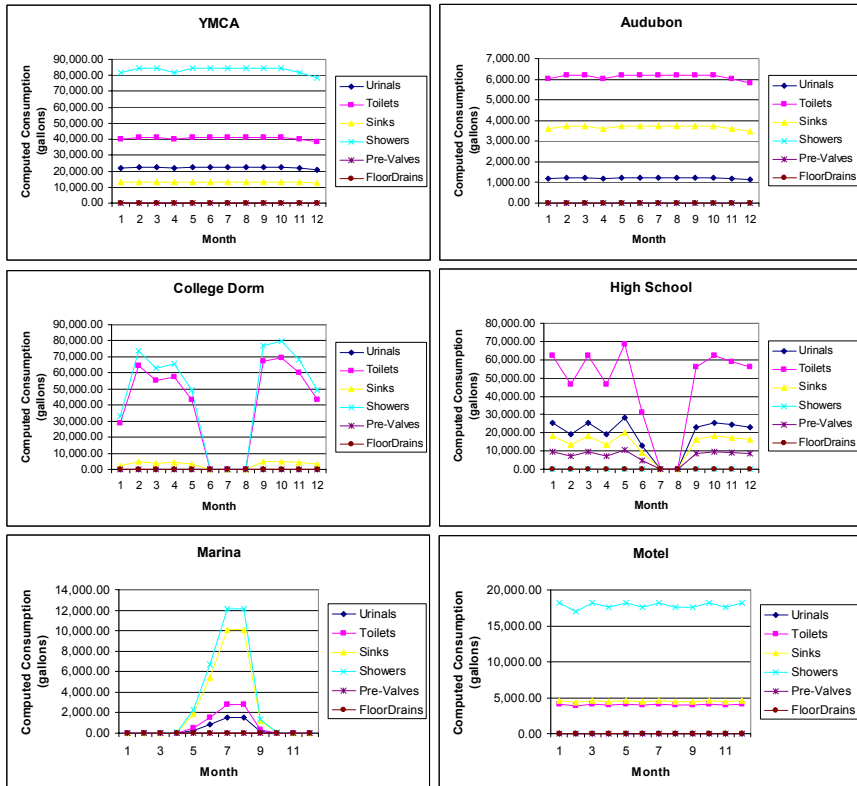 YMCA
Computed Consumption
(gallons)
90,000.00
80,000.00
70,000.00
60,000.00
50,000.00
40,000.00
30,000.00
20,000.00
10,000.00
0.00
1 2 3 4 5 6 7 8 9 10 11 12
Month
Urinals
Toilets
Sinks
Showers
Pre-Valves
FloorDrains
Audubon
Computed Consumption
(gallons)
7,000.00
6,000.00
5,000.00
4,000.00
3,000.00
2,000.00
1,000.00
0.00
1 2 3 4 5 6 7 8 9 10 11 12
Month
Urinals
Toilets
Sinks
Showers
Pre-Valves
FloorDrains
College Dorm
Computed Consumption
(gallons)
90,000.00
80,000.00
70,000.00
60,000.00
50,000.00
40,000.00
30,000.00
20,000.00
10,000.00
0.00
1 2 3 4 5 6 7 8 9 10 11 12
Month
Urinals
Toilets
Sinks
Showers
Pre-Valves
FloorDrains
High School
Computed Consumption
(gallons)
80,000.00
70,000.00
60,000.00
50,000.00
40,000.00
30,000.00
20,000.00
10,000.00
0.00
1 2 3 4 5 6 7 8 9 10 11 12
Month
Urinals
Toilets
Sinks
Showers
Pre-Valves
FloorDrains
Marina
Computed Consumption
(gallons)
14,000.00
12,000.00
10,000.00
8,000.00
6,000.00
4,000.00
2,000.00
0.00
1 3 5 7 9 11
Month
Urinals
Toilets
Sinks
Showers
Pre-Valves
FloorDrains
Motel
Computed Consumption
(gallons)
20,000.00
15,000.00
10,000.00
5,000.00
0.00
1 3 5 7 9 11
Month
Urinals
Toilets
Sinks
Showers
Pre-Valves
FloorDrains